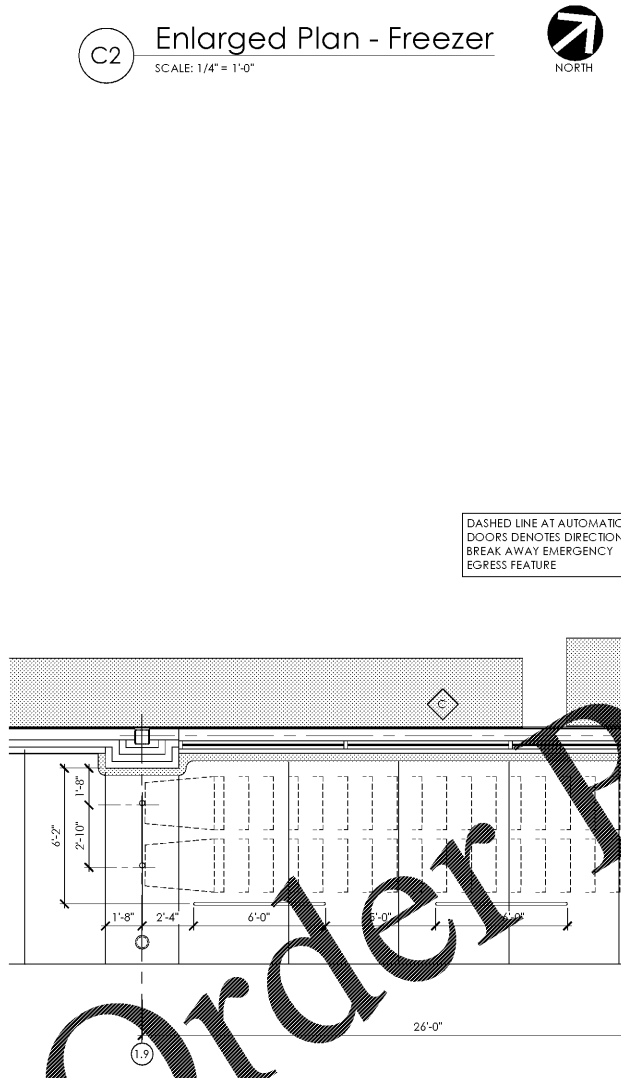 C2
Enlarged Plan - Freezer
SCALE: 1/4" = 1'-0"
NORTH
DASHED LINE AT AUTOMATIC
DOORS DENOTES DIRECTION
BREAK AWAY EMERGENCY
EGRESS FEATURE
C
1'-8"
6'-2"
2'-10"
1'-8"
2'-4"
6'-0"
Order
26'-0"
1.9